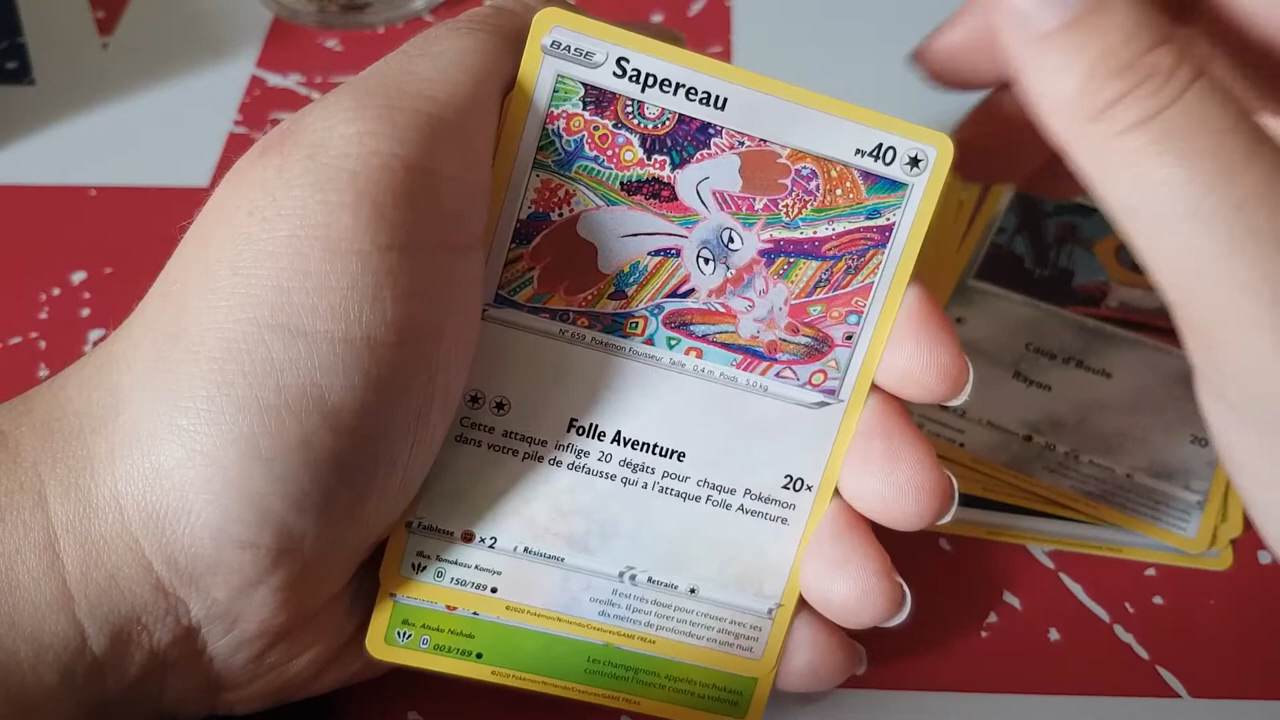 BASE
Sapereau
PV40
N° 659 Pokémon Fouisseur Taille : 0,4 m. Poids : 5,0 kg
Folle Aventure
20×
Cette attaque inflige 20 dégâts pour chaque Pokémon
dans votre pile de défausse qui a l'attaque Folle Aventure.
Faiblesse ×2 Résistance Retraite
Illus. Tomokazu Komiya
D 150/189
Il est très doué pour creuser avec ses
oreilles. Il peut forer un terrier atteignant
dix mètres de profondeur en une nuit.
©2020 Pokémon/Nintendo/Creatures/GAME FREAK
Illus. Atsuko Nishida
D 003/189
Les champignons, appelés tochukaso,
contrôlent l'insecte contre sa volonté.
©2020 Pokémon/Nintendo/Creatures/GAME FREAK
Coup d'Boule
Rayon
20